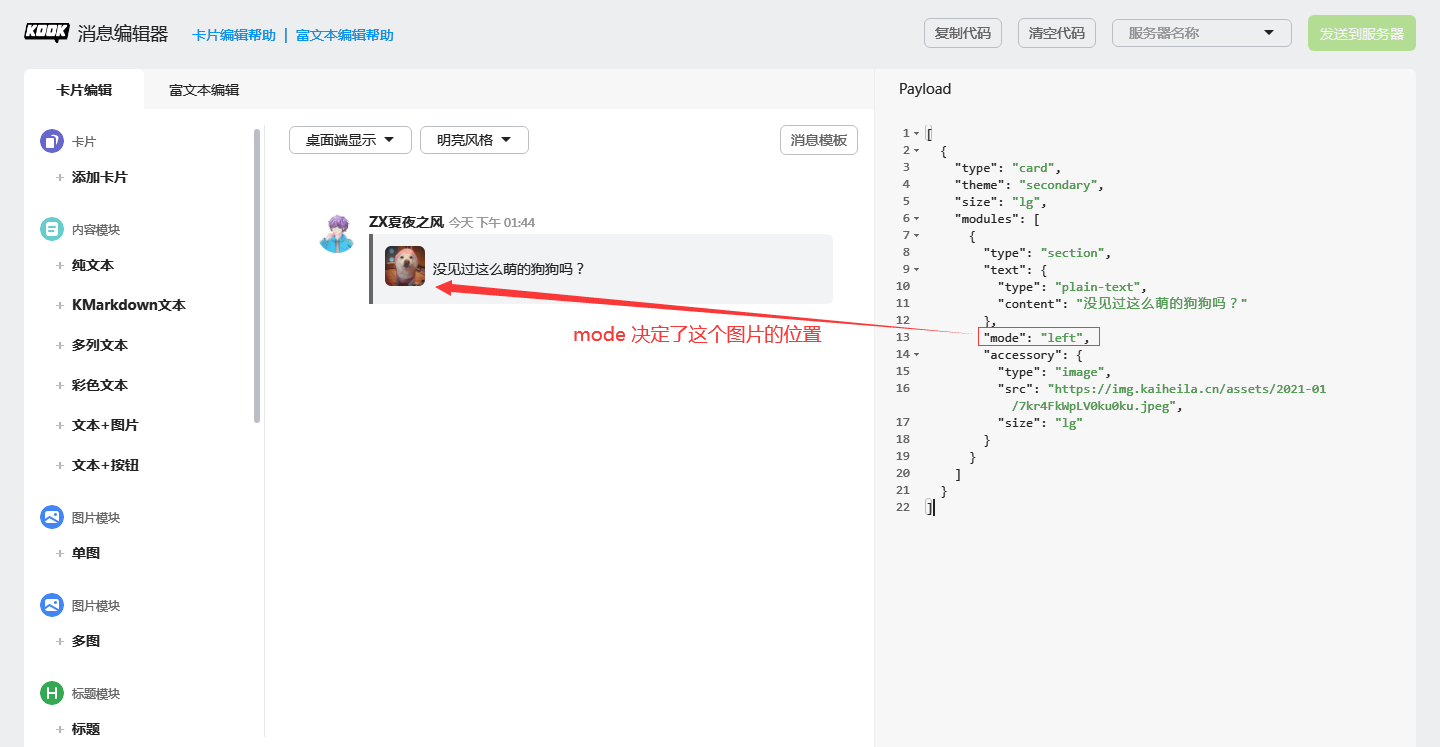 KOOK 消息编辑器 卡片编辑帮助 | 富文本编辑帮助 复制代码 清空代码 服务器名称 发送到服务器
卡片编辑 富文本编辑
卡片
+ 添加卡片
内容模块
+ 纯文本
+ KMarkdown文本
+ 多列文本
+ 彩色文本
+ 文本+图片
+ 文本+按钮
图片模块
+ 单图
图片模块
+ 多图
H 标题模块
+ 标题
桌面端显示 明亮风格 消息模板
ZX夏夜之风 今天 下午 01:44
没见过这么萌的狗狗吗？
mode 决定了这个图片的位置
Payload
1 [
2 {
3 "type": "card",
4 "theme": "secondary",
5 "size": "lg",
6 "modules": [
7 {
8 "type": "section",
9 "text": {
10 "type": "plain-text",
11 "content": "没见过这么萌的狗狗吗？"
12 },
13 "mode": "left",
14 "accessory": {
15 "type": "image",
16 "src": "https://img.kaiheila.cn/assets/2021-01
/7kr4FkWpLV0ku0ku.jpeg",
17 "size": "lg"
18 }
19 }
20 ]
21 }
22 ]